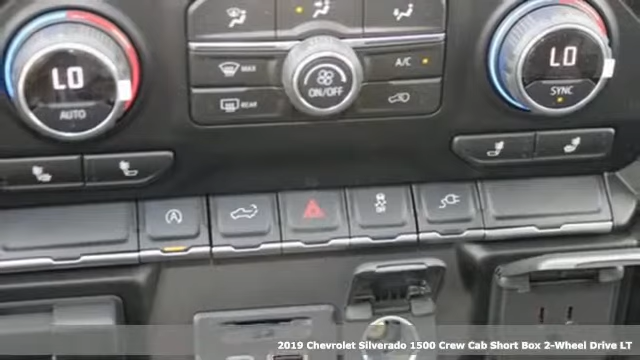 LO
LO
MAX
A/C
AUTO
REAR
ON/OFF
SYNC
A
OFF
2019 Chevrolet Silverado 1500 Crew Cab Short Box 2-Wheel Drive LT